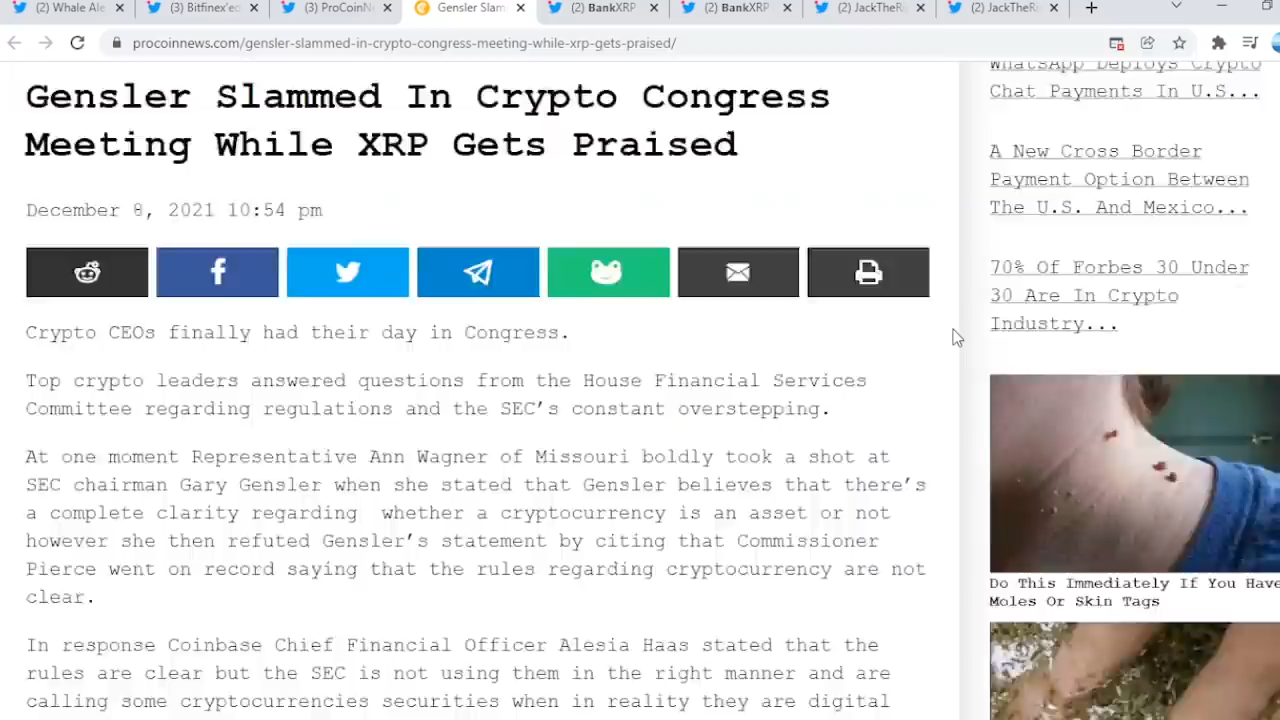 (2) Whale Ale
(3) Bitfinex'ed
(3) ProCoinN
Gensler Slam
(2) BankXRP
(2) BankXRP
(2) JackTheRi
(2) JackTheRi
procoinnews.com/gensler-slammed-in-crypto-congress-meeting-while-xrp-gets-praised/
Gensler Slammed In Crypto Congress
Meeting While XRP Gets Praised
December 8, 2021 10:54 pm
Crypto CEOs finally had their day in Congress.
Top crypto leaders answered questions from the House Financial Services
Committee regarding regulations and the SEC's constant overstepping.
At one moment Representative Ann Wagner of Missouri boldly took a shot at
SEC chairman Gary Gensler when she stated that Gensler believes that there's
a complete clarity regarding whether a cryptocurrency is an asset or not
however she then refuted Gensler's statement by citing that Commissioner
Pierce went on record saying that the rules regarding cryptocurrency are not
clear.
In response Coinbase Chief Financial Officer Alesia Haas stated that the
rules are clear but the SEC is not using them in the right manner and are
calling some cryptocurrencies securities when in reality they are digital
WhatsApp Deploys Crypto
Chat Payments In U.S...
A New Cross Border
Payment Option Between
The U.S. And Mexico...
70% Of Forbes 30 Under
30 Are In Crypto
Industry...
Do This Immediately If You Have
Moles Or Skin Tags